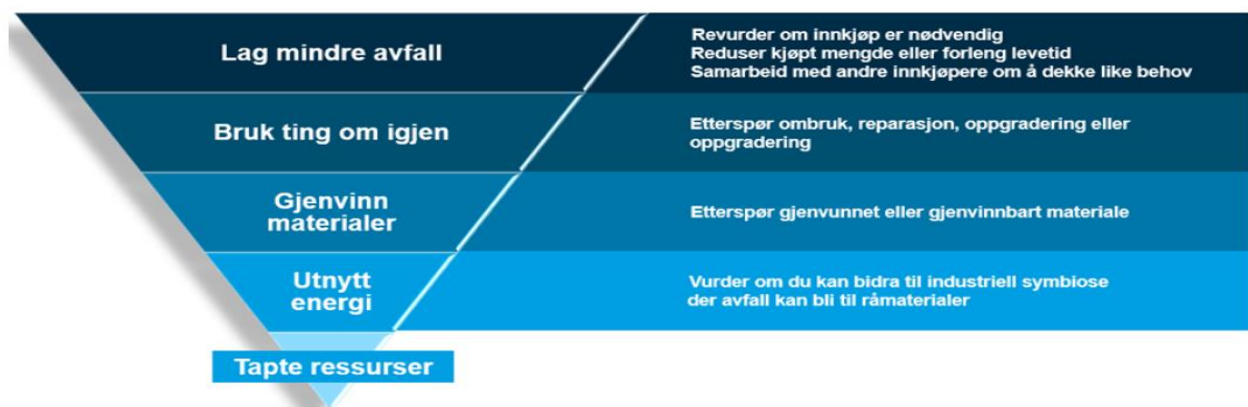 Lag mindre avfall
Revurder om innkjøp er nødvendig
Reduser kjøpt mengde eller forleng levetid
Samarbeid med andre innkjøpere om å dekke like behov
Bruk ting om igjen
Etterspør ombruk, reparasjon, oppgradering eller
oppgradering
Gjenvinn
materialer
Etterspør gjenvunnet eller gjenvinnbart materiale
Utnytt
energi
Vurder om du kan bidra til industriell symbiose
der avfall kan bli til råmaterialer
Tapte ressurser